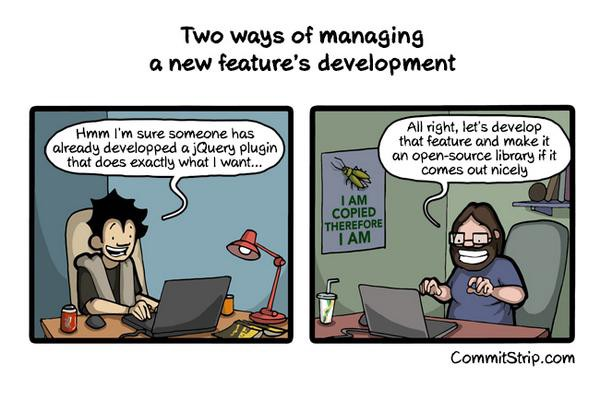 Two ways of managing
a new feature's development
Hmm I'm sure someone has
already developped a jQuery plugin
that does exactly what I want...
All right, let's develop
that feature and make it
an open-source library if it
comes out nicely
I AM
COPIED
THEREFORE
I AM
CommitStrip.com